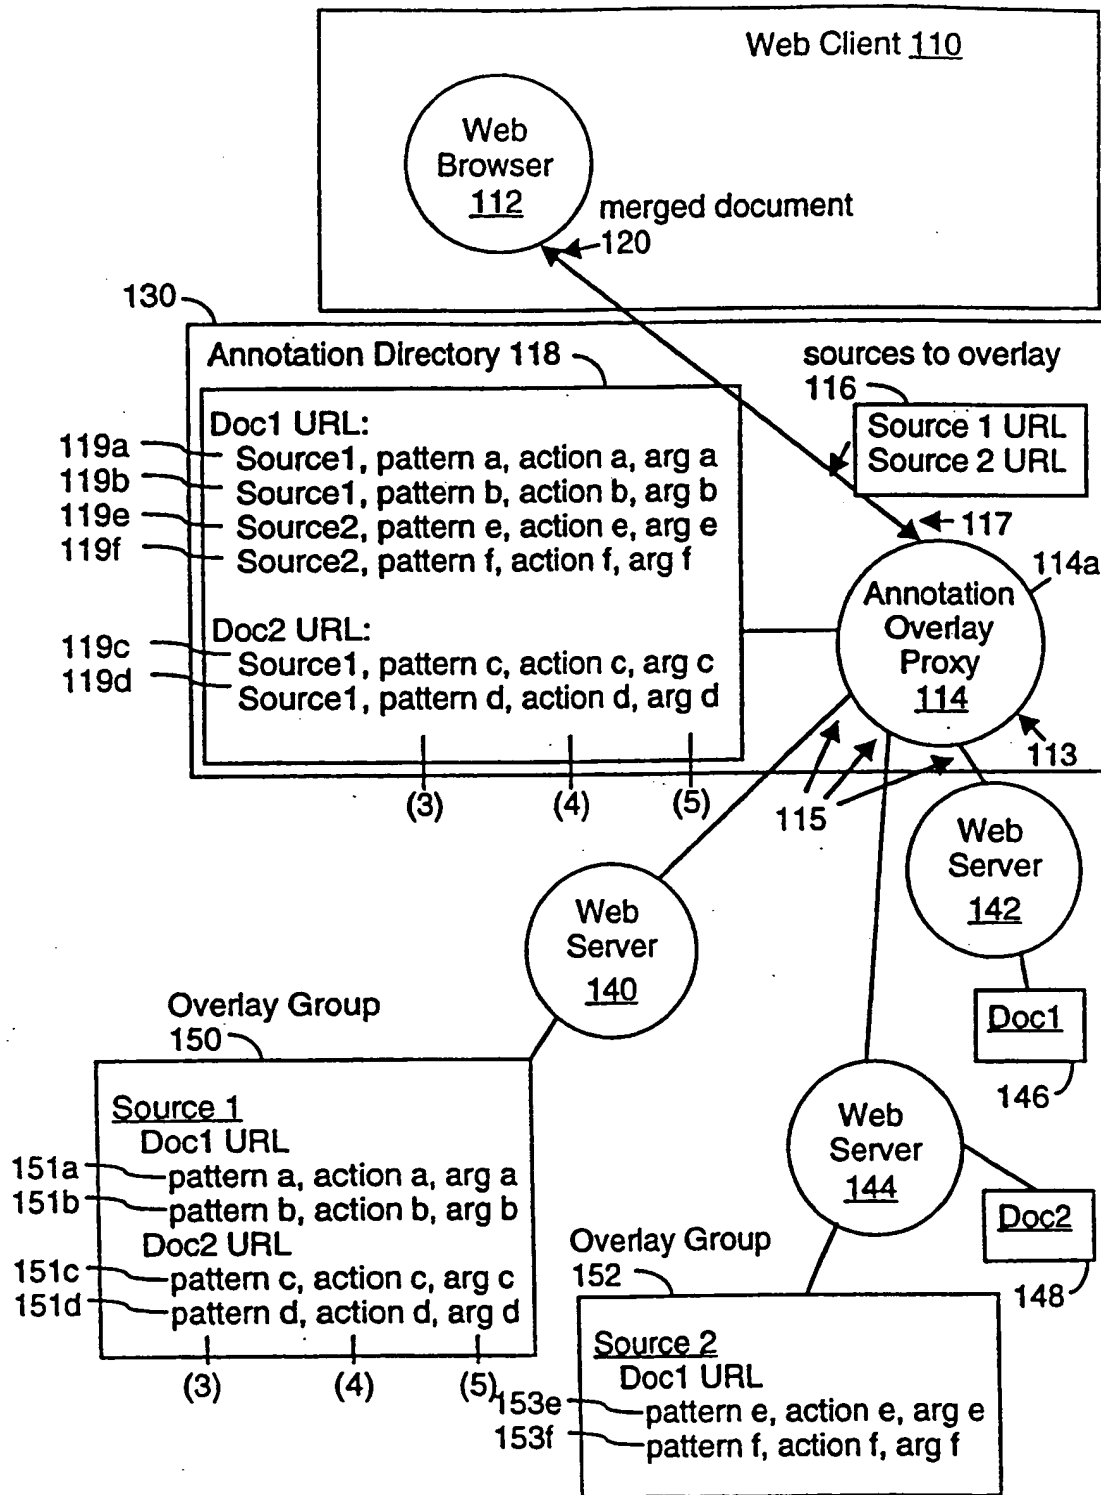 Web Client 110
Web
Browser
112
merged document
120
130
Annotation Directory 118
sources to overlay
116
Source 1 URL
Source 2 URL
Doc1 URL:
119a
Source1, pattern a, action a, arg a
119b
Source1, pattern b, action b, arg b
119e
Source2, pattern e, action e, arg e
119f
Source2, pattern f, action f, arg f
117
114a
Annotation
Overlay
Proxy
114
Doc2 URL:
119c
Source1, pattern c, action c, arg c
119d
Source1, pattern d, action d, arg d
113
(3)
(4)
(5)
115
Web
Server
142
Web
Server
140
Doc1
146
Overlay Group
150
Source 1
Doc1 URL
151a
pattern a, action a, arg a
151b
pattern b, action b, arg b
Doc2 URL
151c
pattern c, action c, arg c
151d
pattern d, action d, arg d
(3)
(4)
(5)
Web
Server
144
Doc2
148
Overlay Group
152
Source 2
Doc1 URL
153e
pattern e, action e, arg e
153f
pattern f, action f, arg f